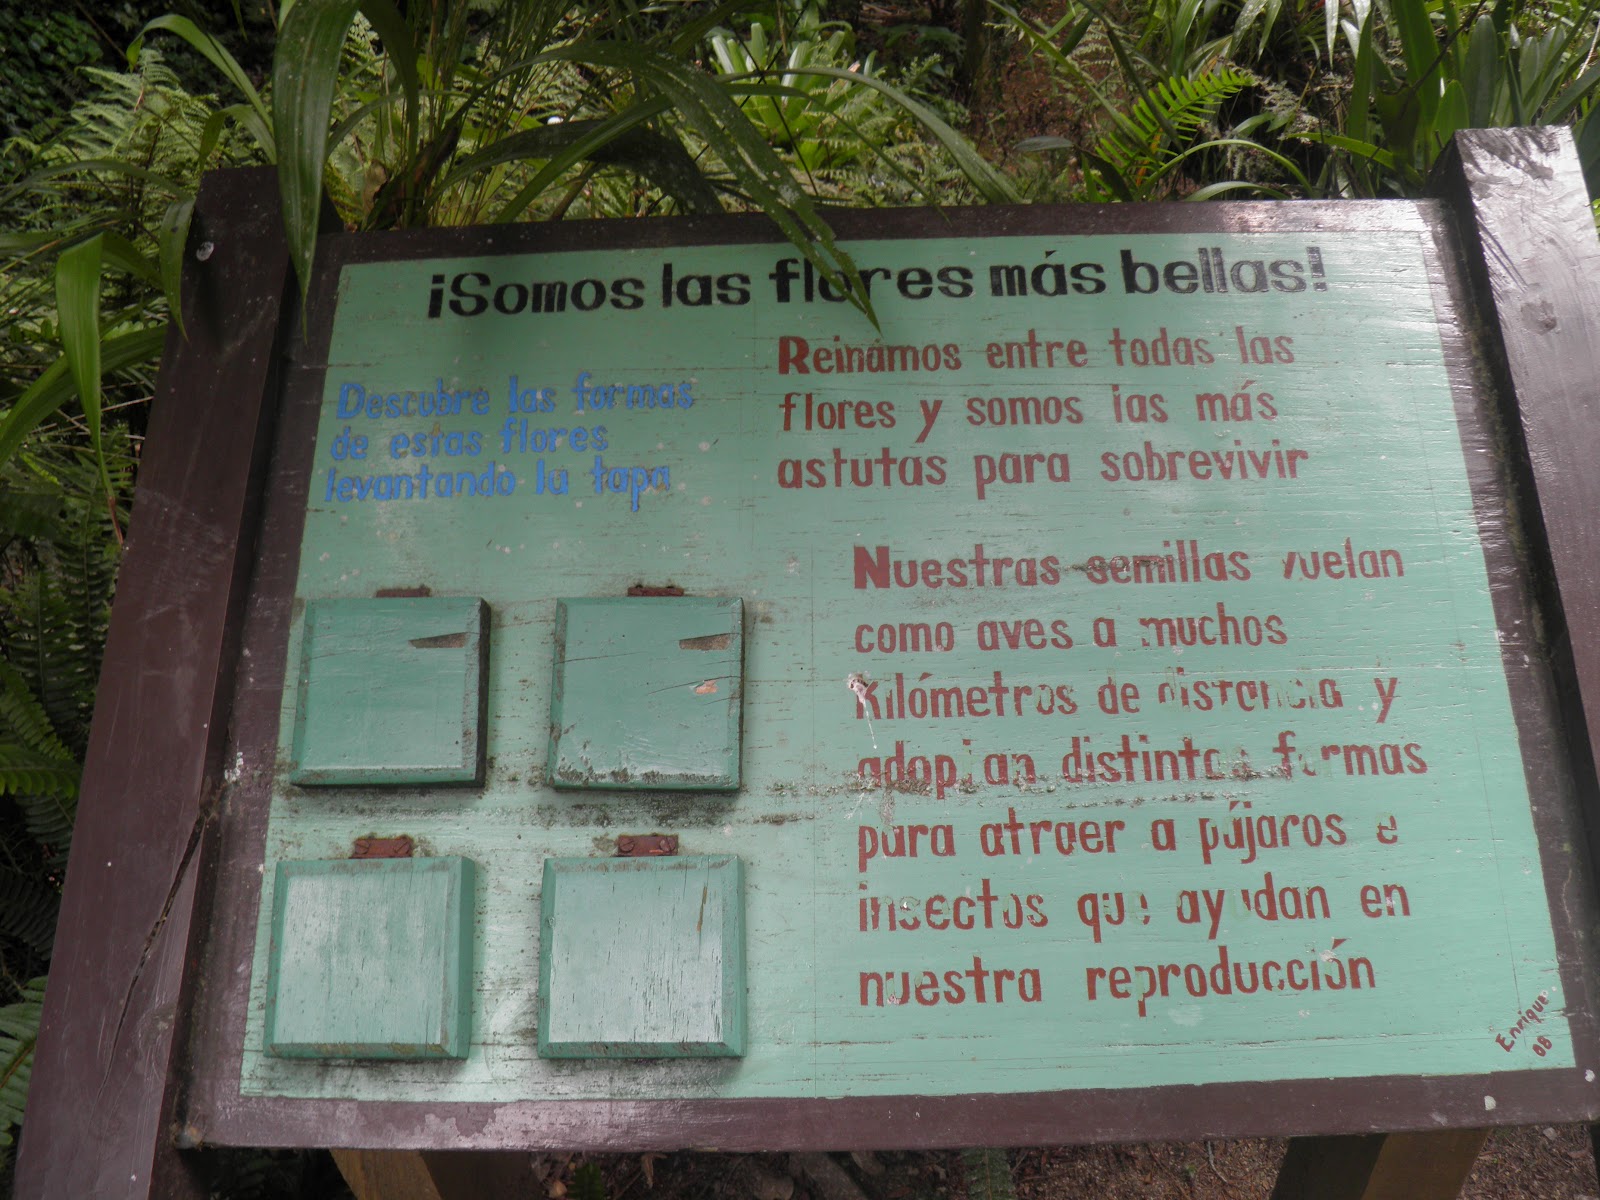 ¡Somos las flores más bellas!
Descubre las formas
de estas flores
levantando la tapa
Reinamos entre todas las
flores y somos las más
astutas para sobrevivir
Nuestras semillas vuelan
como aves a muchos
Kilómetros de distancia y
adoptan distintas formas
para atraer a pájaros e
insectos que ayudan en
nuestra reproducción
Enrique
08